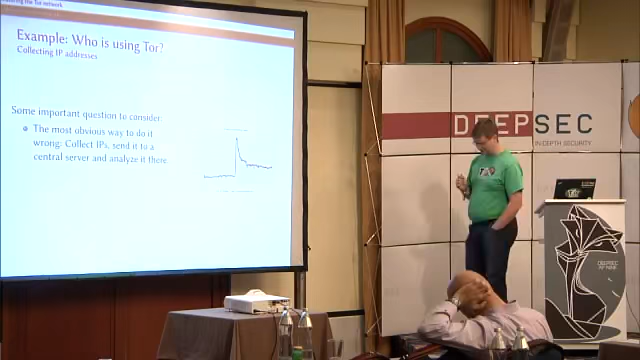 Example: Who is using Tor?
Collecting IP addresses
Some important question to consider:
The most obvious way to do it
wrong: Collect IPs, send it to a
central server and analyze it there
DEEPSEC
IN-DEPTH SECURITY
DEEPSEC